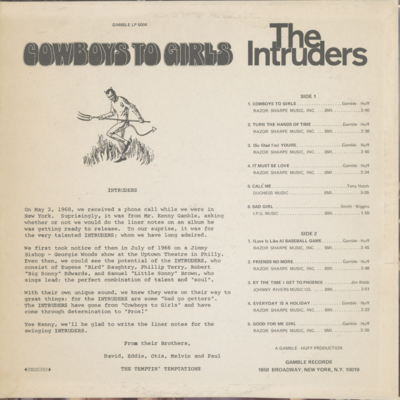 GAMBLE LP 5004
COWBOYS TO GIRLS
The
Intruders
INTRUDERS
On May 2, 1968, we received a phone call while we were in
New York. Suprisingly, it was from Mr. Kenny Gamble, asking
whether or not we would do the liner notes on an album he
was getting ready to release. To our suprise, it was for
the very talented INTRUDERS; whom we have long admired.
We first took notice of them in July of 1966 on a Jimmy
Bishop - Georgie Woods show at the Uptown Theatre in Philly.
Even then, we could see the potential of the INTRUDERS, who
consist of Eugene "Bird" Daughtry, Phillip Terry, Robert
"Big Sonny" Edwards, and Samuel "Little Sonny" Brown, who
sings lead; the perfect combination of talent and "soul".
With their own unique sound, we knew they were on their way to
great things; for the INTRUDERS are some "bad go getters".
The INTRUDERS have gone from "Cowboys to Girls" and have
come through determination to "Pros!"
Yes Kenny, we'll be glad to write the liner notes for the
swinging INTRUDERS.
From their Brothers,
David, Eddie, Otis, Melvin and Paul
THE TEMPTIN' TEMPTATIONS
SIDE 1
1. COWBOYS TO GIRLS Gamble - Huff
RAZOR SHARPE MUSIC, INC. BMI
2. TURN THE HANDS OF TIME Gamble - Huff
RAZOR SHARPE MUSIC, INC. BMI
3. (So Glad I'm) YOURS Gamble - Huff
RAZOR SHARPE MUSIC, INC. BMI
4. IT MUST BE LOVE Gamble - Huff
RAZOR SHARPE MUSIC, INC. BMI
5. CALL ME Tony Hatch
DUCHESS MUSIC BMI
6. SAD GIRL Smith - Wiggins
I.P.G. MUSIC BMI
SIDE 2
1. (Love Is Like A) BASEBALL GAME Gamble - Huff
RAZOR SHARPE MUSIC, INC. BMI
2. FRIENDS NO MORE Gamble - Huff
RAZOR SHARPE MUSIC, INC. BMI
3. BY THE TIME I GET TO PHOENIX Jim Webb
JOHNNY RIVERS MUSIC CO. BMI
4. EVERYDAY IS A HOLIDAY Gamble - Huff
RAZOR SHARPE MUSIC, INC. BMI
5. GOOD FOR ME GIRL Gamble - Huff
RAZOR SHARPE MUSIC, INC. BMI
A GAMBLE - HUFF PRODUCTION
GAMBLE RECORDS
1650 BROADWAY, NEW YORK, N.Y. 10019